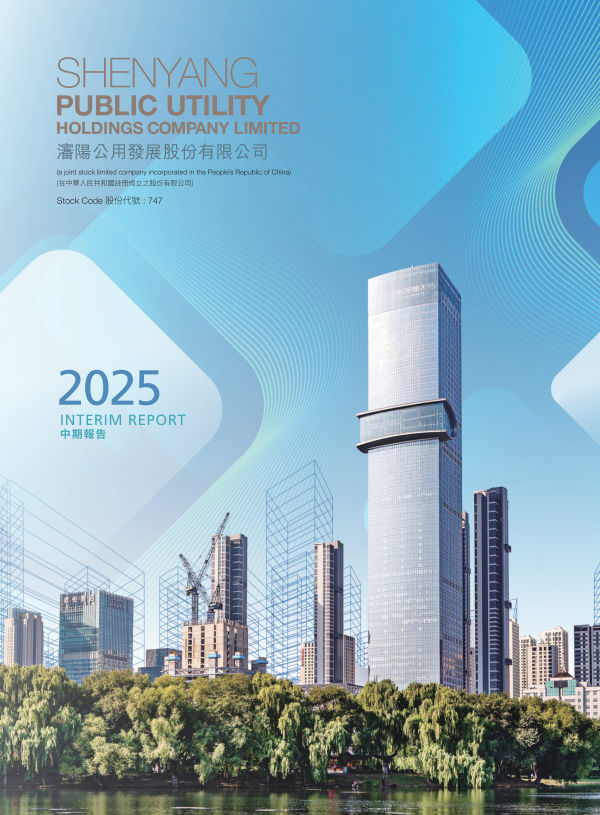 SHENYANG
PUBLIC UTILITY
HOLDINGS COMPANY LIMITED
瀋陽公用發展股份有限公司
(a joint stock limited company incorporated in the People's Republic of China)
(在中華人民共和國註冊成立之股份有限公司)
Stock Code 股份代號 : 747
2025
INTERIM REPORT
中期報告